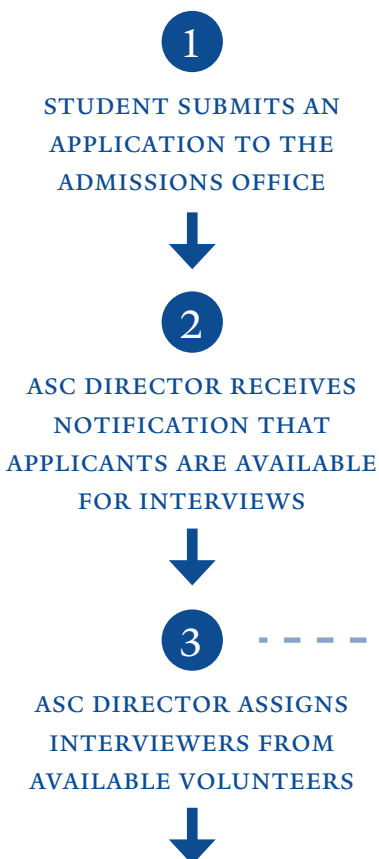 1
STUDENT SUBMITS AN
APPLICATION TO THE
ADMISSIONS OFFICE
2
ASC DIRECTOR RECEIVES
NOTIFICATION THAT
APPLICANTS ARE AVAILABLE
FOR INTERVIEWS
3
ASC DIRECTOR ASSIGNS
INTERVIEWERS FROM
AVAILABLE VOLUNTEERS